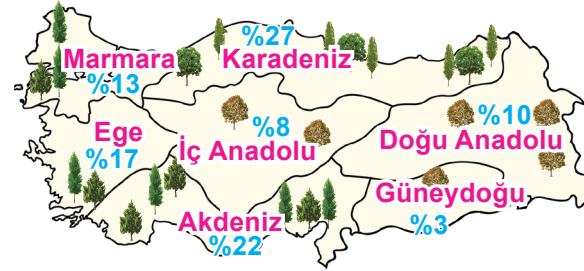 %27
Marmara
Karadeniz
%13
Ege
%17
%8
İç Anadolu
%10
Doğu Anadolu
Güneydoğu
%3
Akdeniz
%22